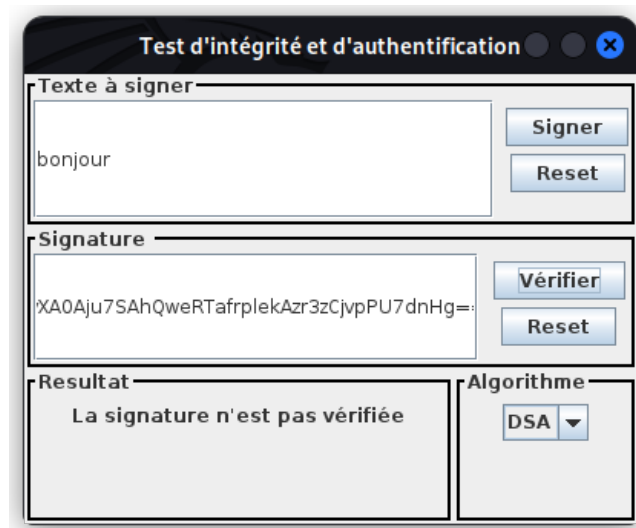 Test d'intégrité et d'authentification
Texte à signer
bonjour
Signer
Reset
Signature
XA0Aju7SAhQweRTafrplekAzr3zCjvpPU7dnHg=
Vérifier
Reset
Resultat
La signature n'est pas vérifiée
Algorithme
DSA